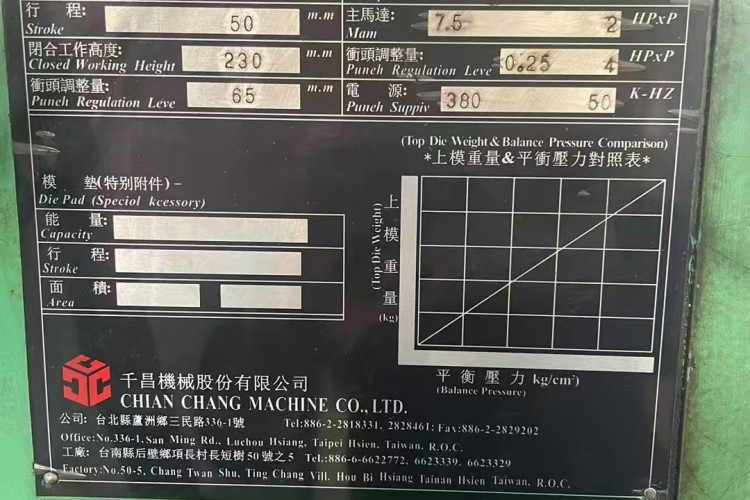 行 程: 50 m.m
Stroke
閉合工作高度: 230 m.m
Closed Working Height
衝頭調整量: 65 m.m
Puneh Regulation Leve
主馬達: 7.5 2 HPxP
Mam
衝頭調整量: 0.25 4 HPxP
Puneh Regulation Leve
電 源: 380 50 K-HZ
Puneh Suppiv
模 墊(特别附件)-
Die Pad (Speciol kcessory)
能 量:
Capacity
行 程:
Stroke
面 積:
Area
(Top Die Weight & Balance Pressure Comparison)
*上模重量&平衡壓力對照表*
上模重量
(Top Die Weight)
(kg)
平 衡 壓 力 kg/cm²)
(Balance Pressure)
千昌機械股份有限公司
CHIAN CHANG MACHINE CO., LTD.
公司: 台北縣蘆洲鄉三民路336-1號 Tel:886-2-2818331, 2828461; Fax:886-2-2829202
Office:No.336-1, San Ming Rd., Luchou Hsiang, Taipei Hsien, Taiwan, R.O.C.
工廠: 台南縣后壁鄉項長村長短樹50號之5 Tel:886-6-6622772, 6623339, 6623329
Factory:No.50-5, Chang Twan Shu, Ting Chang Vill, Hou Bi Hsiang Tainan Hsien Taiwan, R.O.C.